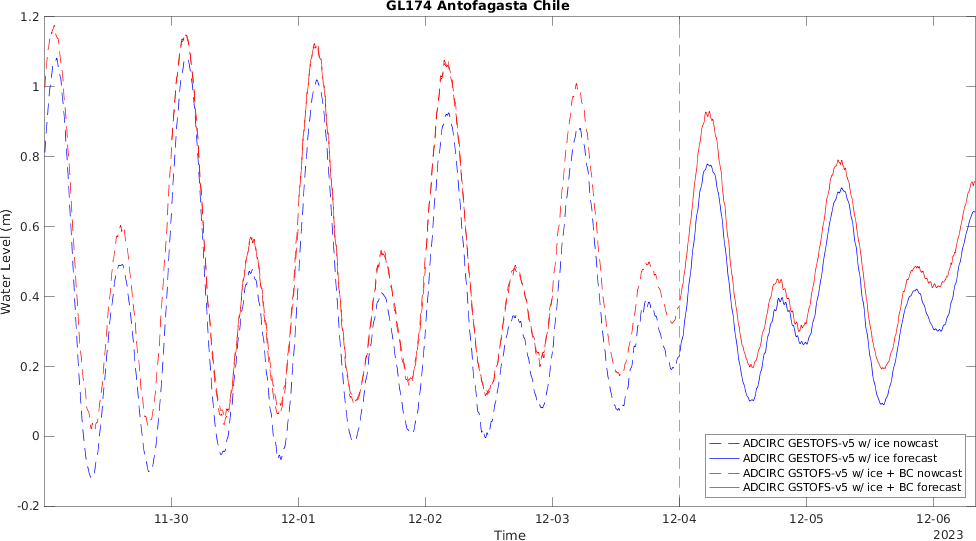 GL174 Antofagasta Chile
1.2
1
0.8
0.6
0.4
0.2
0
-0.2
Water Level (m)
11-30
12-01
12-02
12-03
12-04
12-05
12-06
Time
2023
ADCIRC GESTOFS-v5 w/ ice nowcast
ADCIRC GESTOFS-v5 w/ ice forecast
ADCIRC GSTOFS-v5 w/ ice + BC nowcast
ADCIRC GSTOFS-v5 w/ ice + BC forecast